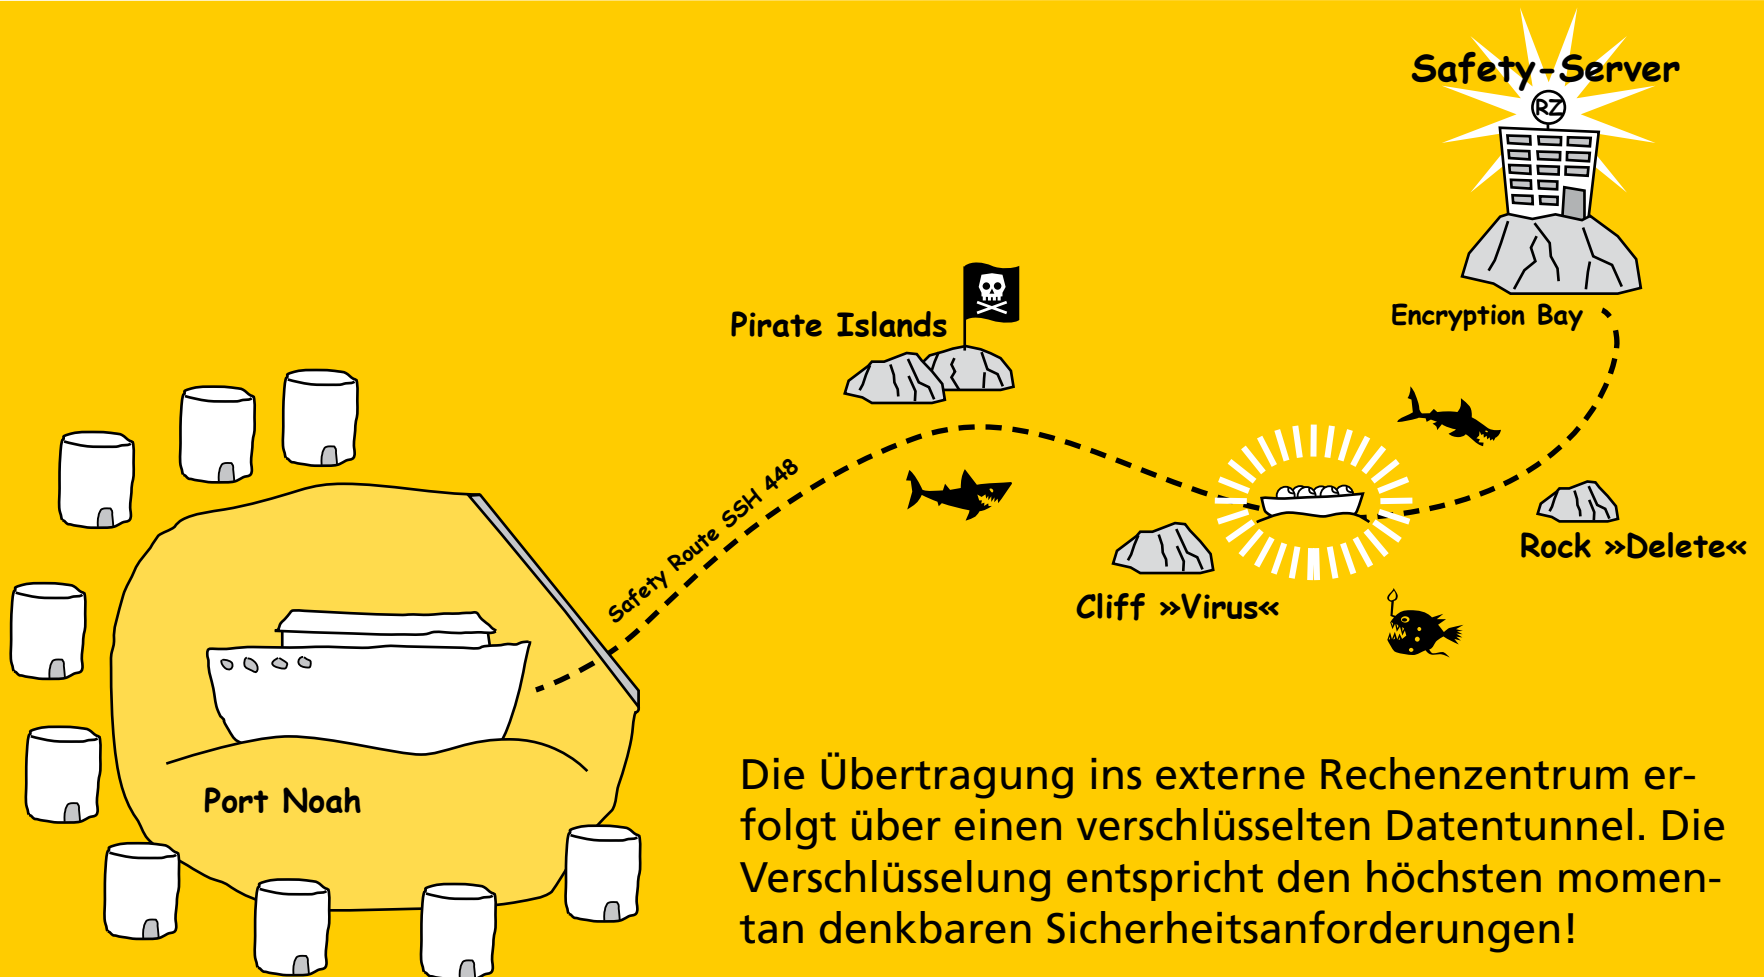 Safety-Server
RZ
Encryption Bay
Pirate Islands
Safety Route SSH 448
Rock »Delete«
Cliff »Virus«
Port Noah
Die Übertragung ins externe Rechenzentrum er-
folgt über einen verschlüsselten Datentunnel. Die
Verschlüsselung entspricht den höchsten momen-
tan denkbaren Sicherheitsanforderungen!